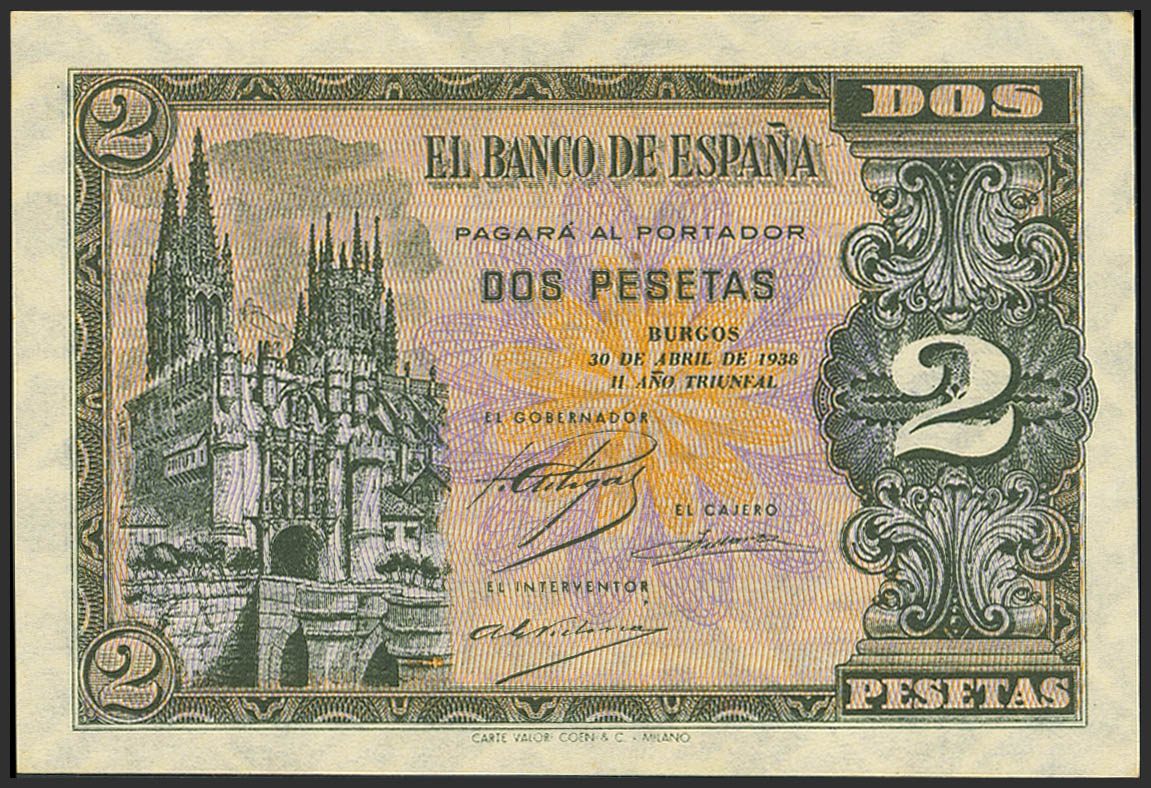 2
DOS
EL BANCO DE ESPAÑA
PAGARÁ AL PORTADOR
DOS PESETAS
BURGOS
30 DE ABRIL DE 1938
II AÑO TRIUNFAL
2
EL GOBERNADOR
EL CAJERO
EL INTERVENTOR
2
PESETAS
CARTE VALORI COEN & C. - MILANO